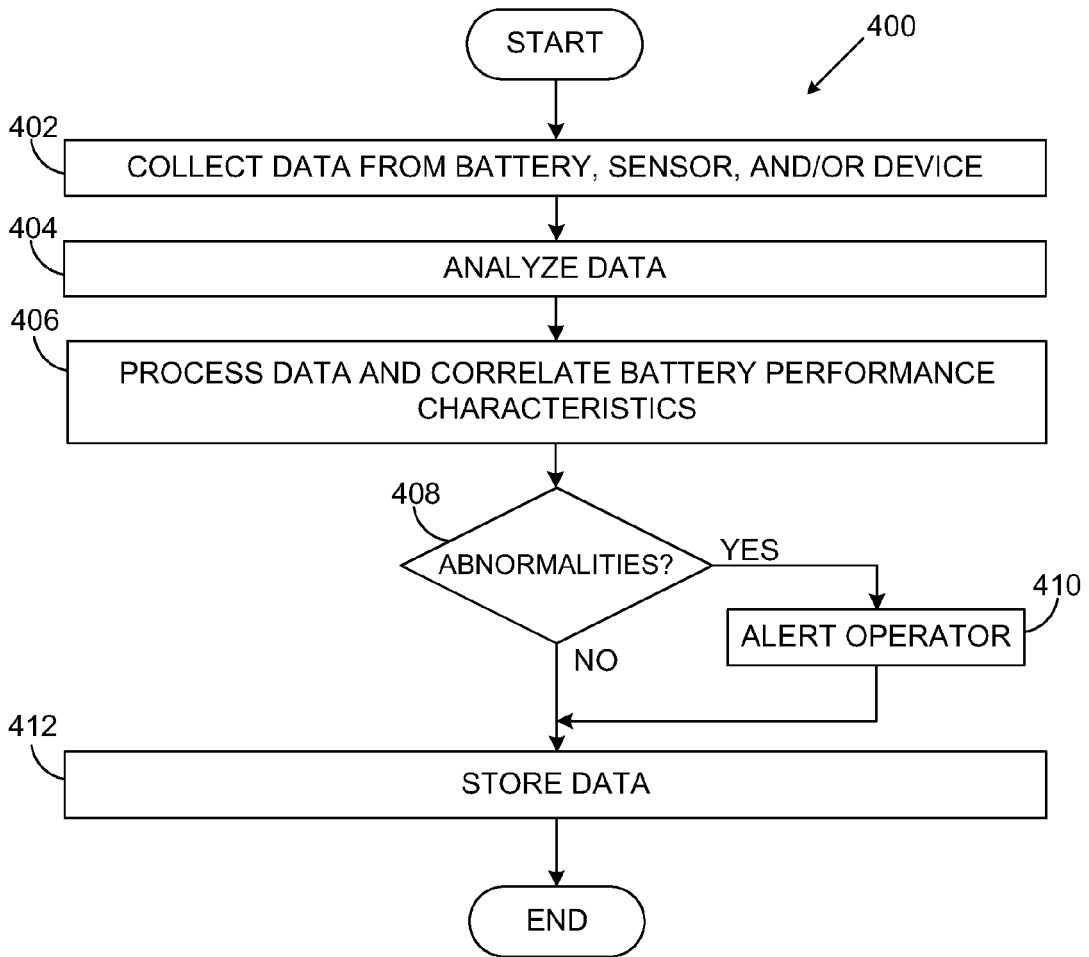 START
400
402
COLLECT DATA FROM BATTERY, SENSOR, AND/OR DEVICE
404
ANALYZE DATA
406
PROCESS DATA AND CORRELATE BATTERY PERFORMANCE
CHARACTERISTICS
408
ABNORMALITIES?
YES
410
ALERT OPERATOR
NO
412
STORE DATA
END